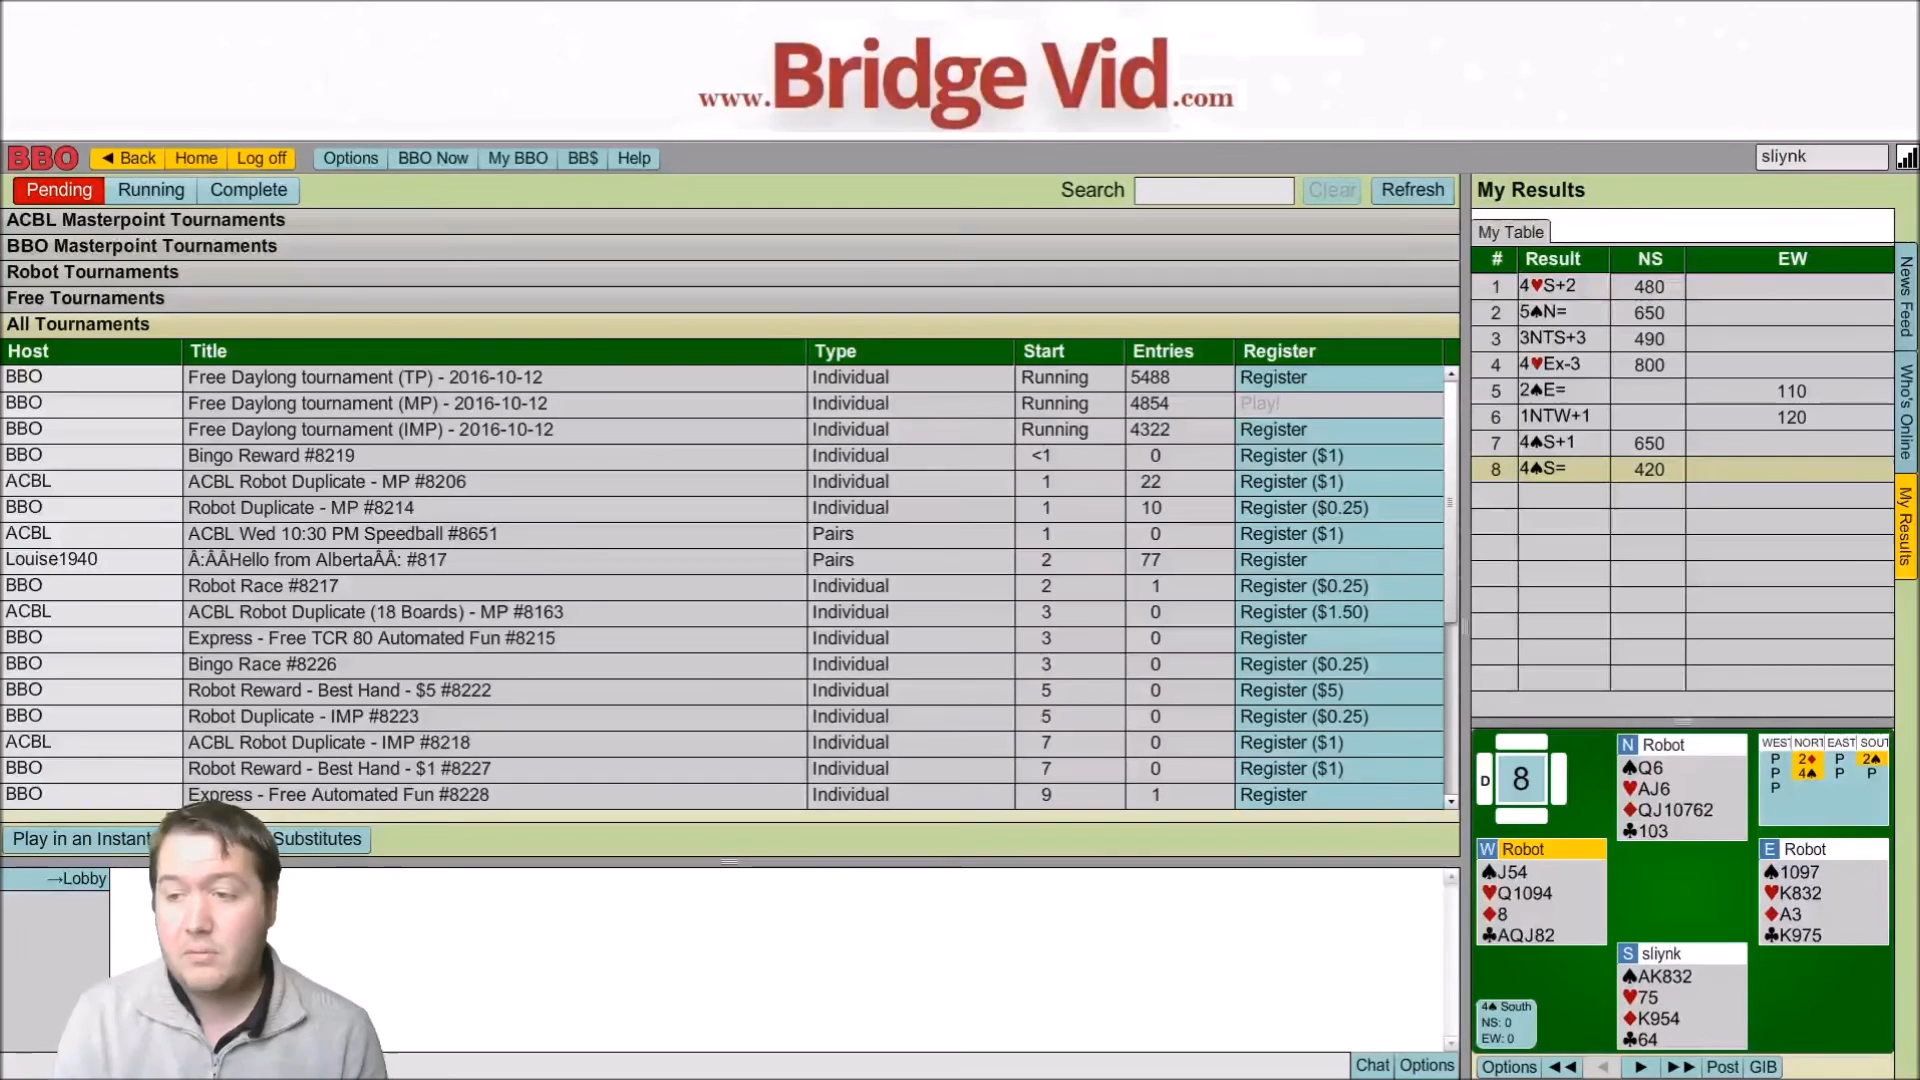 www.Bridge Vid.com
BBO ◄ Back Home Log off Options BBO Now My BBO BB$ Help sliynk
Pending Running Complete Search Clear Refresh
ACBL Masterpoint Tournaments
BBO Masterpoint Tournaments
Robot Tournaments
Free Tournaments
All Tournaments
Host Title Type Start Entries Register
BBO Free Daylong tournament (TP) - 2016-10-12 Individual Running 5488 Register
BBO Free Daylong tournament (MP) - 2016-10-12 Individual Running 4854 Play!
BBO Free Daylong tournament (IMP) - 2016-10-12 Individual Running 4322 Register
BBO Bingo Reward #8219 Individual <1 0 Register ($1)
ACBL ACBL Robot Duplicate - MP #8206 Individual 1 22 Register ($1)
BBO Robot Duplicate - MP #8214 Individual 1 10 Register ($0.25)
ACBL ACBL Wed 10:30 PM Speedball #8651 Pairs 1 0 Register ($1)
Louise1940 Â:ÂÂHello from AlbertaÂÂ: #817 Pairs 2 77 Register
BBO Robot Race #8217 Individual 2 1 Register ($0.25)
ACBL ACBL Robot Duplicate (18 Boards) - MP #8163 Individual 3 0 Register ($1.50)
BBO Express - Free TCR 80 Automated Fun #8215 Individual 3 0 Register
BBO Bingo Race #8226 Individual 3 0 Register ($0.25)
BBO Robot Reward - Best Hand - $5 #8222 Individual 5 0 Register ($5)
BBO Robot Duplicate - IMP #8223 Individual 5 0 Register ($0.25)
ACBL ACBL Robot Duplicate - IMP #8218 Individual 7 0 Register ($1)
BBO Robot Reward - Best Hand - $1 #8227 Individual 7 0 Register ($1)
BBO Express - Free Automated Fun #8228 Individual 9 1 Register
Play in an Instant Substitutes
→Lobby
Chat Options
My Results
My Table
# Result NS EW
1 4♥S+2 480
2 5♠N= 650
3 3NTS+3 490
4 4♥Ex-3 800
5 2♠E= 110
6 1NTW+1 120
7 4♠S+1 650
8 4♠S= 420
News Feed
Who's Online
My Results
D 8
N Robot
♠Q6
♥AJ6
♦QJ10762
♣103
WEST NORT EAST SOUT
P 2♦ P 2♠
P 4♠ P P
P
W Robot
♠J54
♥Q1094
♦8
♣AQJ82
E Robot
♠1097
♥K832
♦A3
♣K975
S sliynk
♠AK832
♥75
♦K954
♣64
4♠ South
NS: 0
EW: 0
Options ◄◄ ◄ ► ►► Post GIB